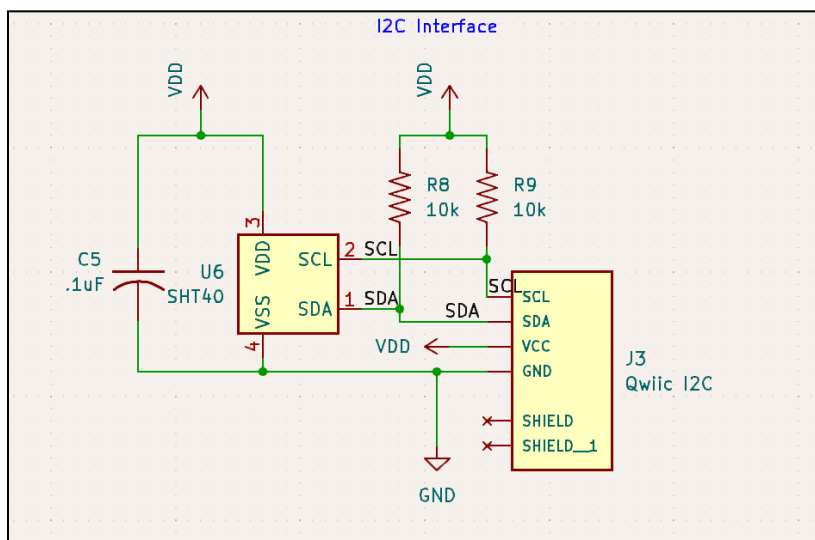 I2C Interface
VDD
VDD
R8
10k
R9
10k
C5
.1uF
U6
SHT40
3
VDD
SCL
2
SCL
SDA
1
SDA
VSS
4
SCL
SCL
SDA
SDA
VDD
VCC
GND
SHIELD
SHIELD_1
J3
Qwiic I2C
GND